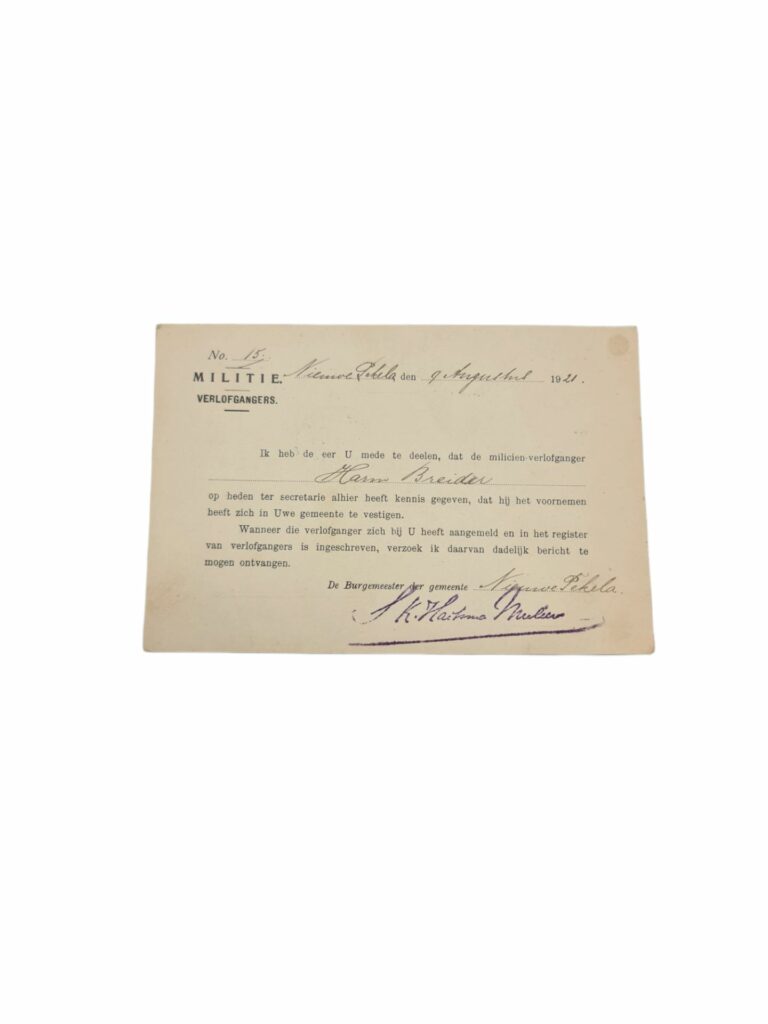 No. 15.
MILITIE. Nieuwe Pekela den 9 Augustus 1921.
VERLOFGANGERS.
Ik heb de eer U mede te deelen, dat de milicien-verlofganger
Harm Breider
op heden ter secretarie alhier heeft kennis gegeven, dat hij het voornemen
heeft zich in Uwe gemeente te vestigen.
Wanneer die verlofganger zich bij U heeft aangemeld en in het register
van verlofgangers is ingeschreven, verzoek ik daarvan dadelijk bericht te
mogen ontvangen.
De Burgemeester der gemeente Nieuwe Pekela.
K. Haitsma Mulier